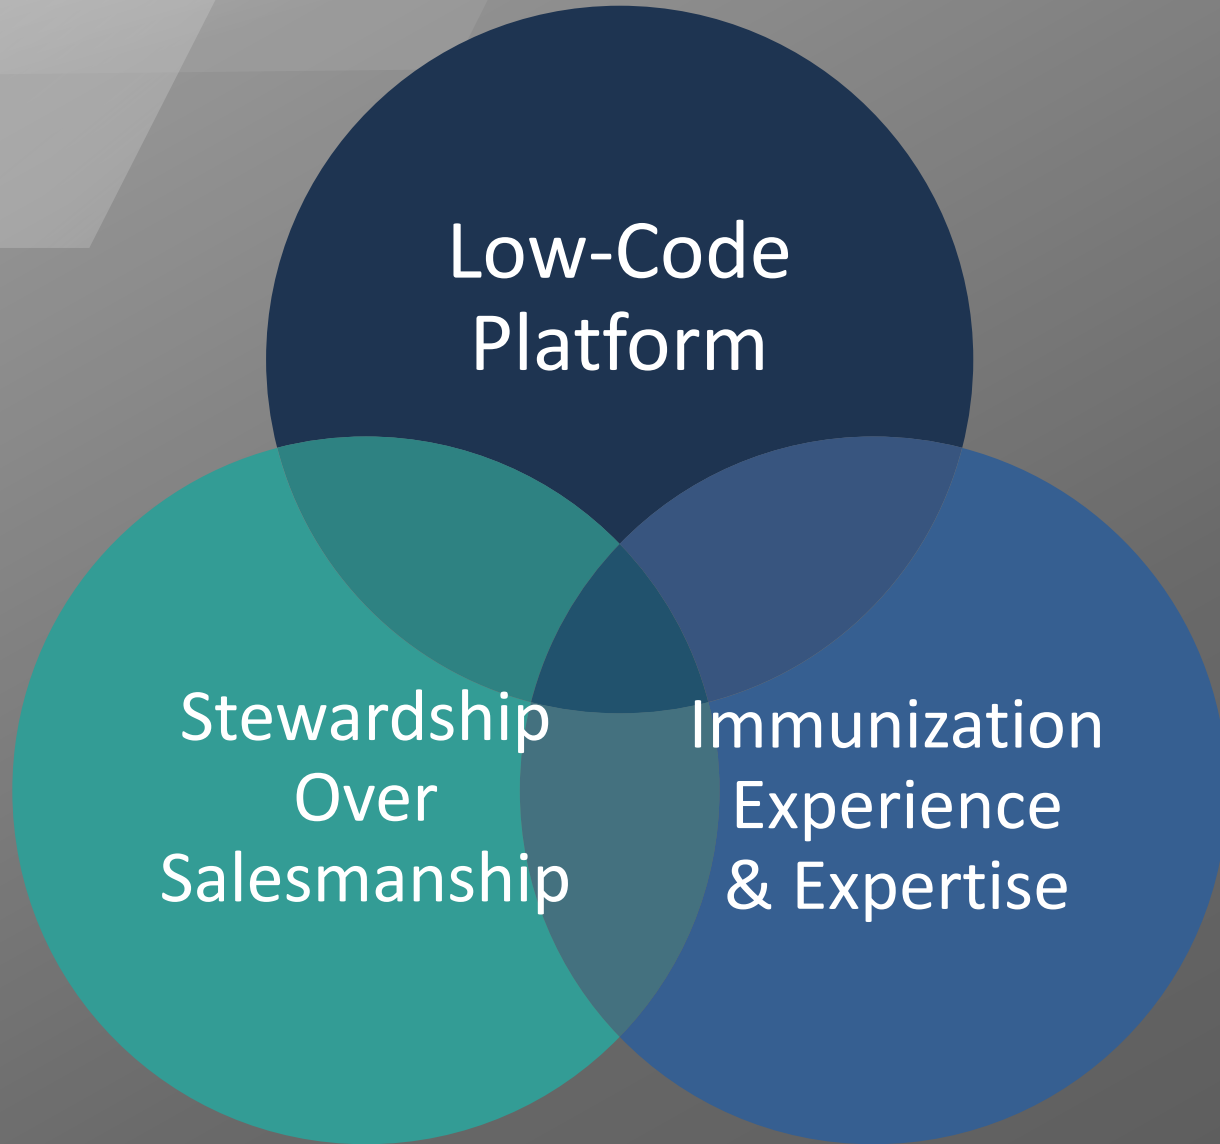 Low-Code
Platform
Stewardship
Over
Salesmanship
Immunization
Experience
& Expertise